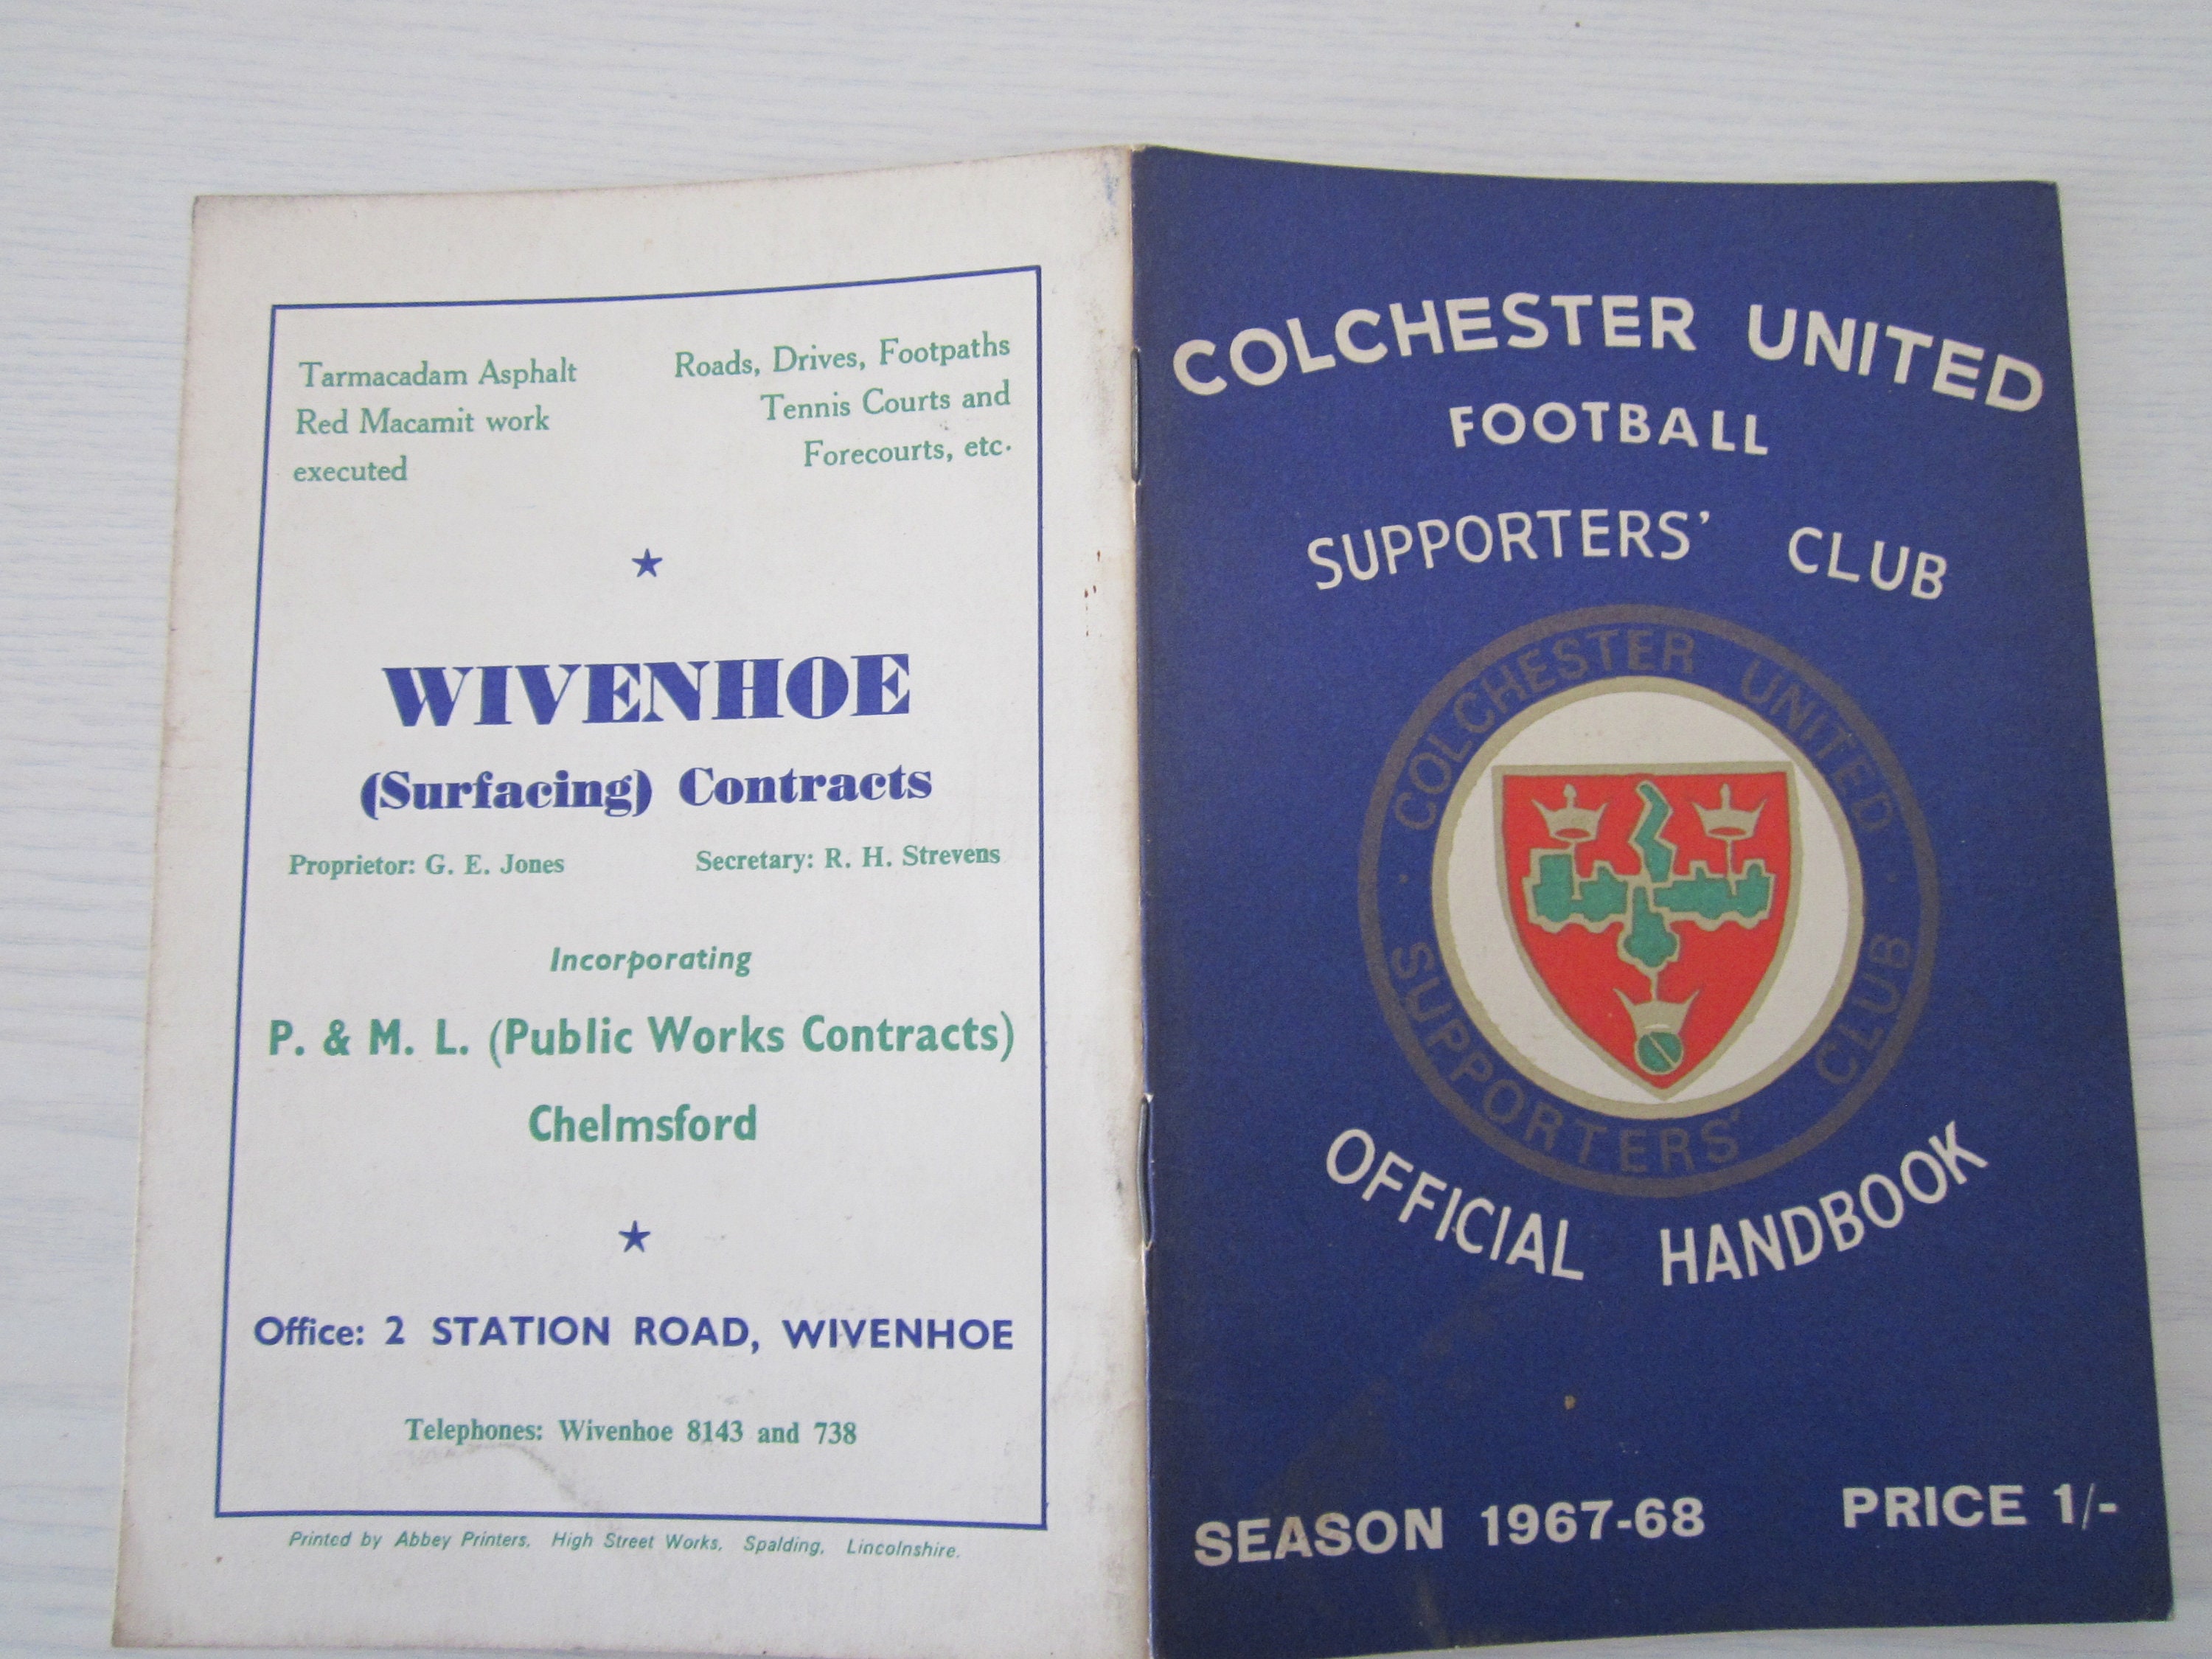 Tarmacadam Asphalt
Red Macamit work
executed
Roads, Drives, Footpaths
Tennis Courts and
Forecourts, etc.
WIVENHOE
(Surfacing) Contracts
Proprietor: G. E. Jones
Secretary: R. H. Strevens
Incorporating
P. & M. L. (Public Works Contracts)
Chelmsford
Office: 2 STATION ROAD, WIVENHOE
Telephones: Wivenhoe 8143 and 738
Printed by Abbey Printers, High Street Works, Spalding, Lincolnshire.
COLCHESTER UNITED
FOOTBALL
SUPPORTERS' CLUB
· COLCHESTER UNITED ·
SUPPORTERS' CLUB
OFFICIAL HANDBOOK
SEASON 1967-68
PRICE 1/-